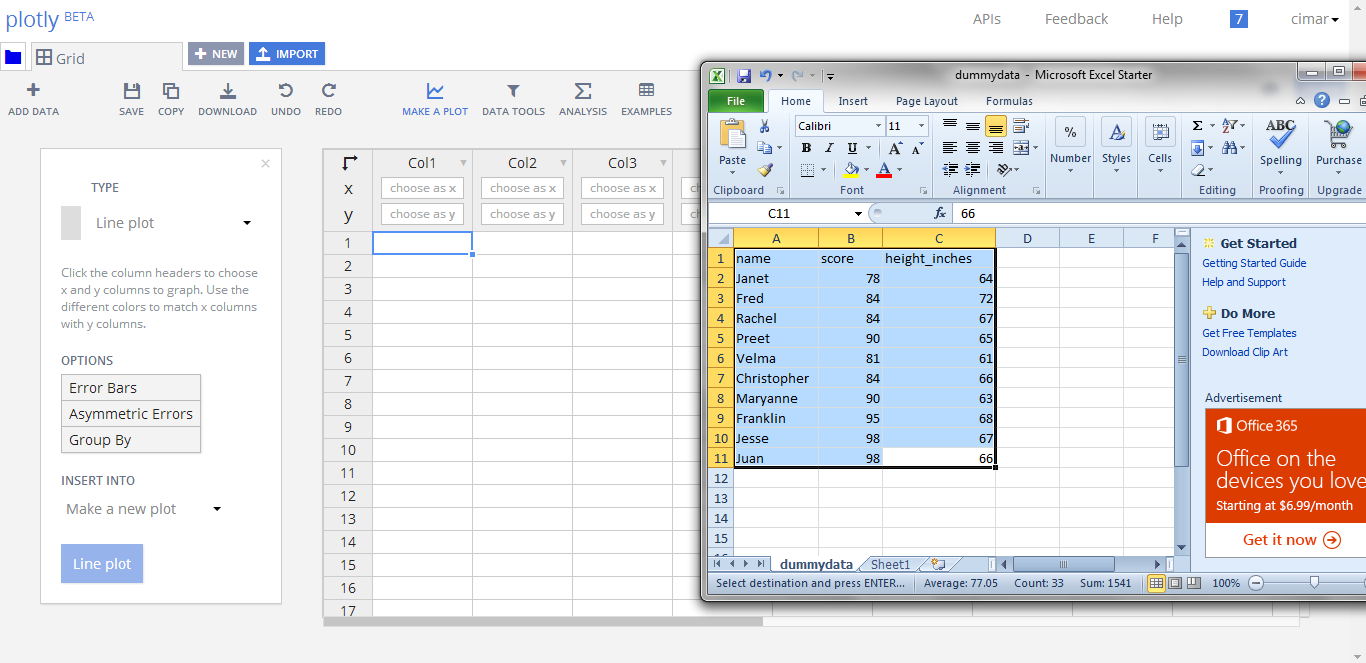 plotly BETA
APIs Feedback Help 7 cimar
Grid
NEW
IMPORT
ADD DATA SAVE COPY DOWNLOAD UNDO REDO MAKE A PLOT DATA TOOLS ANALYSIS EXAMPLES
TYPE
Line plot
Click the column headers to choose
x and y columns to graph. Use the
different colors to match x columns
with y columns.
OPTIONS
Error Bars
Asymmetric Errors
Group By
INSERT INTO
Make a new plot
Line plot
Col1 Col2 Col3
x choose as x choose as x choose as x
y choose as y choose as y choose as y
1
2
3
4
5
6
7
8
9
10
11
12
13
14
15
16
17
dummydata - Microsoft Excel Starter
File Home Insert Page Layout Formulas
Calibri 11
Paste
B I U A A
A
% Number
A Styles
Cells
Σ
A
Z
ABC
Spelling
Purchase
Clipboard Font Alignment Editing Proofing Upgrade
C11 fx 66
A B C D E F
1 name score height_inches
2 Janet 78 64
3 Fred 84 72
4 Rachel 84 67
5 Preet 90 65
6 Velma 81 61
7 Christopher 84 66
8 Maryanne 90 63
9 Franklin 95 68
10 Jesse 98 67
11 Juan 98 66
12
13
14
15
dummydata Sheet1
Select destination and press ENTER... Average: 77.05 Count: 33 Sum: 1541 100%
Get Started
Getting Started Guide
Help and Support
Do More
Get Free Templates
Download Clip Art
Advertisement
Office 365
Office on the
devices you love
Starting at $6.99/month
Get it now